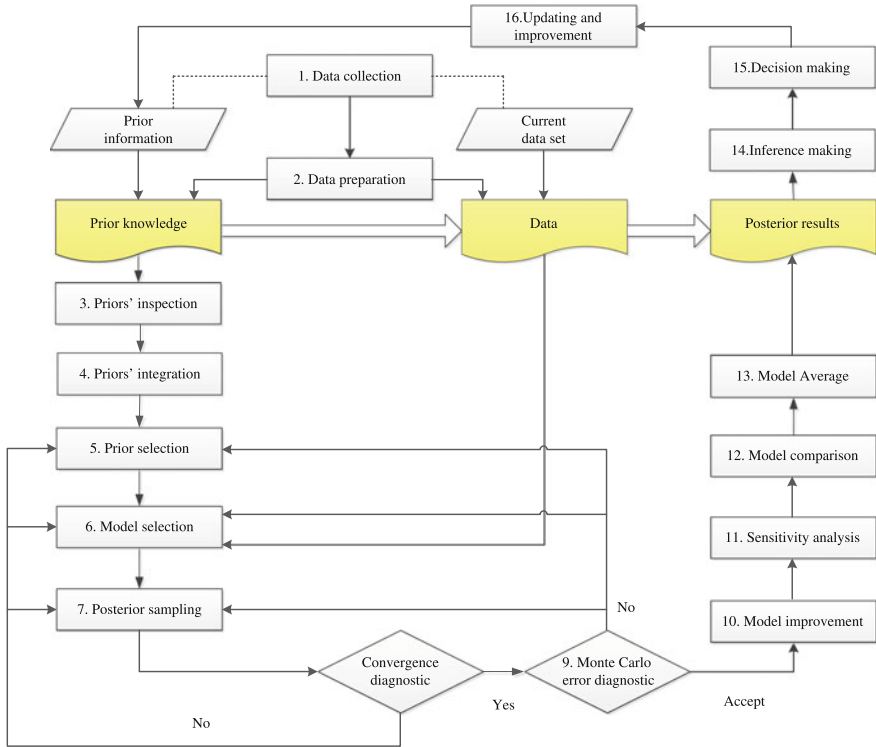 16.Updating and
improvement
15.Decision making
1. Data collection
Prior
information
Current
data set
14.Inference making
2. Data preparation
Prior knowledge
Data
Posterior results
3. Priors’ inspection
4. Priors’ integration
13. Model Average
5. Prior selection
12. Model comparison
6. Model selection
11. Sensitivity analysis
7. Posterior sampling
No
10. Model improvement
Convergence
diagnostic
9. Monte Carlo
error diagnostic
Yes
Accept
No